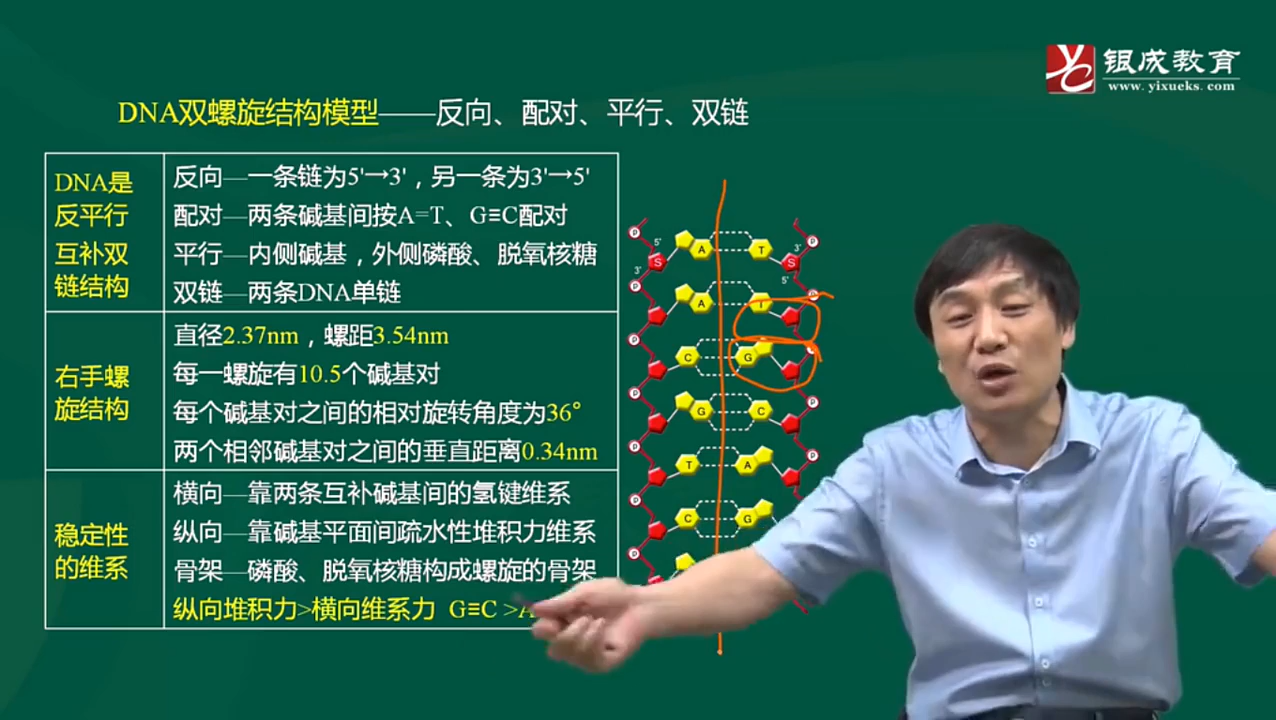 银成教育
www.yixueks.com
DNA双螺旋结构模型——反向、配对、平行、双链
DNA是
反平行
互补双
链结构
反向—一条链为5'→3'，另一条为3'→5'
配对—两条碱基间按A=T、G≡C配对
平行—内侧碱基，外侧磷酸、脱氧核糖
双链—两条DNA单链
右手螺
旋结构
直径2.37nm，螺距3.54nm
每一螺旋有10.5个碱基对
每个碱基对之间的相对旋转角度为36°
两个相邻碱基对之间的垂直距离0.34nm
稳定性
的维系
横向—靠两条互补碱基间的氢键维系
纵向—靠碱基平面间疏水性堆积力维系
骨架—磷酸、脱氧核糖构成螺旋的骨架
纵向堆积力>横向维系力 G≡C >A
P 5' S 3' A T 3' S 5' P
P A T P
P C G P
P G C P
P T A P
P C G
P